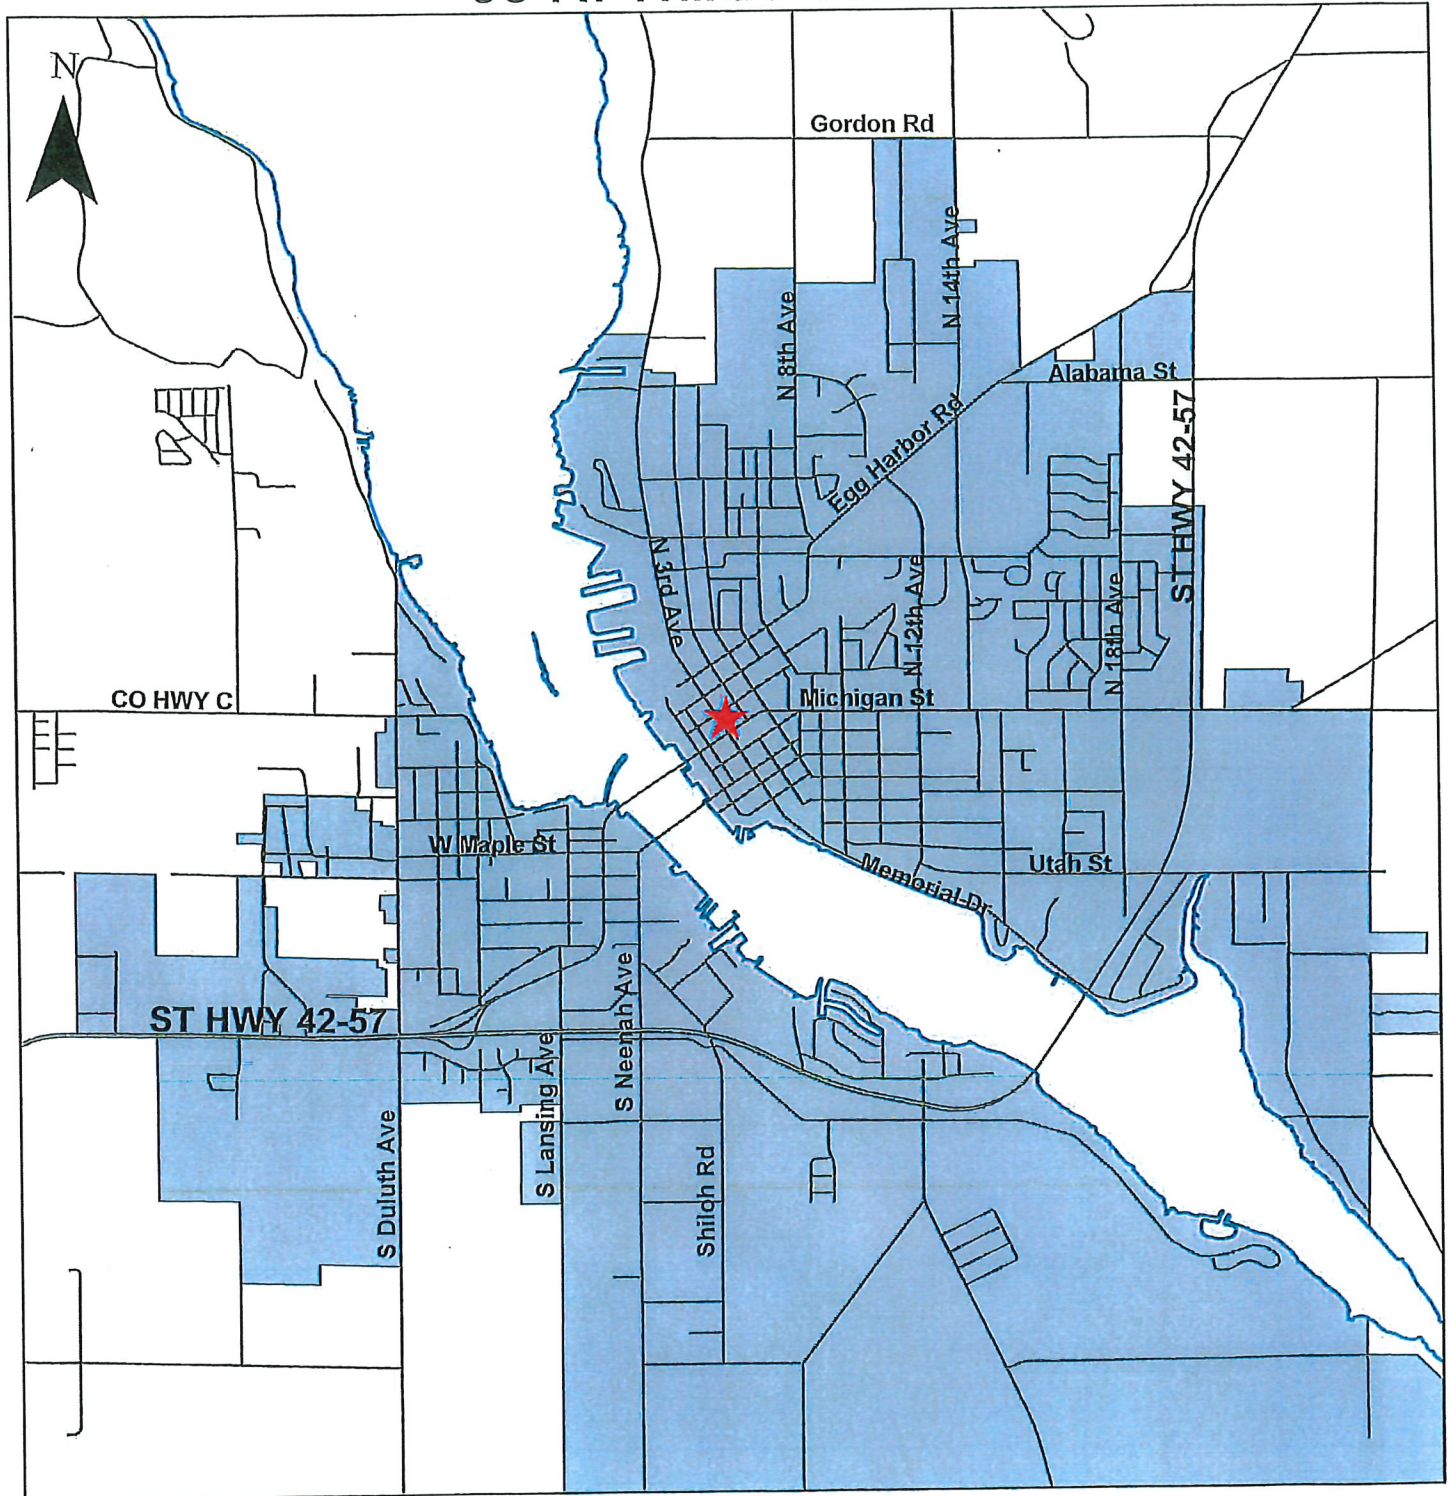 N
Gordon Rd
N 14th Ave
N 8th Ave
Alabama St
Egg Harbor Rd
ST HWY 42-57
N 3rd Ave
N 12th Ave
N 18th Ave
CO HWY C
Michigan St
W Maple St
Utah St
Memorial Dr
ST HWY 42-57
S Neenah Ave
S Lansing Ave
S Duluth Ave
Shiloh Rd